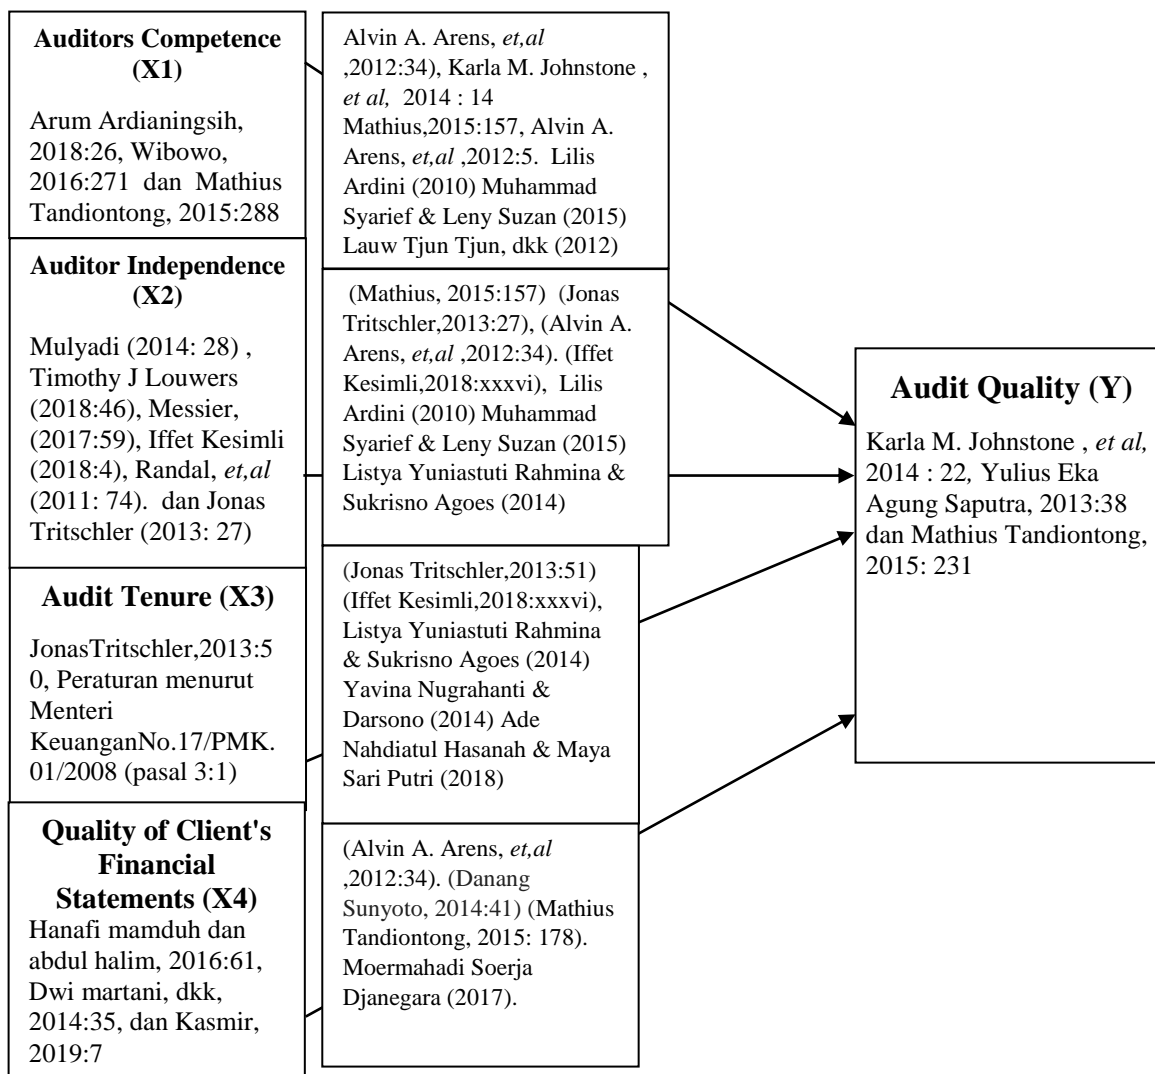 Auditors Competence
(X1)
Arum Ardianingsih,
2018:26, Wibowo,
2016:271 dan Mathius
Tandiontong, 2015:288
Auditor Independence
(X2)
Mulyadi (2014: 28) ,
Timothy J Louwers
(2018:46), Messier,
(2017:59), Iffet Kesimli
(2018:4), Randal, et,al
(2011: 74). dan Jonas
Tritschler (2013: 27)
Audit Tenure (X3)
JonasTritschler,2013:5
0, Peraturan menurut
Menteri
KeuanganNo.17/PMK.
01/2008 (pasal 3:1)
Quality of Client's
Financial
Statements (X4)
Hanafi mamduh dan
abdul halim, 2016:61,
Dwi martani, dkk,
2014:35, dan Kasmir,
2019:7
Alvin A. Arens, et,al
,2012:34), Karla M. Johnstone ,
et al, 2014 : 14
Mathius,2015:157, Alvin A.
Arens, et,al ,2012:5. Lilis
Ardini (2010) Muhammad
Syarief & Leny Suzan (2015)
Lauw Tjun Tjun, dkk (2012)
(Mathius, 2015:157) (Jonas
Tritschler,2013:27), (Alvin A.
Arens, et,al ,2012:34). (Iffet
Kesimli,2018:xxxvi), Lilis
Ardini (2010) Muhammad
Syarief & Leny Suzan (2015)
Listya Yuniastuti Rahmina &
Sukrisno Agoes (2014)
(Jonas Tritschler,2013:51)
(Iffet Kesimli,2018:xxxvi),
Listya Yuniastuti Rahmina
& Sukrisno Agoes (2014)
Yavina Nugrahanti &
Darsono (2014) Ade
Nahdiatul Hasanah & Maya
Sari Putri (2018)
(Alvin A. Arens, et,al
,2012:34). (Danang
Sunyoto, 2014:41) (Mathius
Tandiontong, 2015: 178).
Moermahadi Soerja
Djanegara (2017).
Audit Quality (Y)
Karla M. Johnstone , et al,
2014 : 22, Yulius Eka
Agung Saputra, 2013:38
dan Mathius Tandiontong,
2015: 231